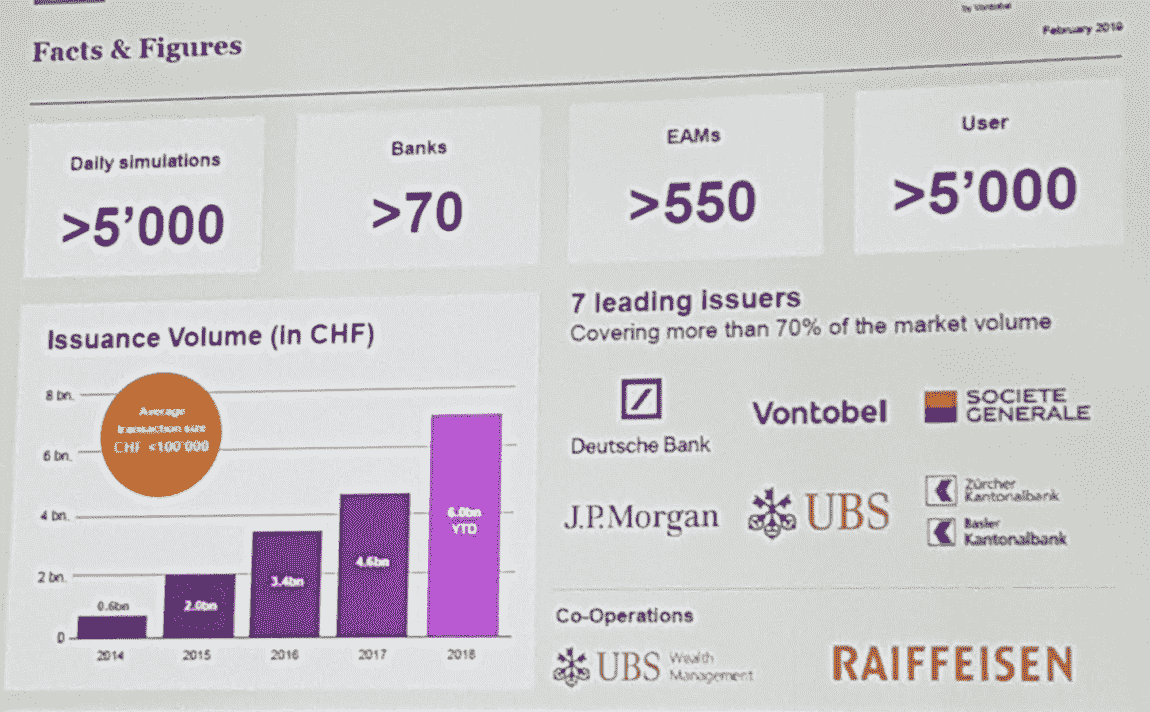 by Vontobel
February 2019
Facts & Figures
Daily simulations
>5’000
Banks
>70
EAMs
>550
User
>5’000
Issuance Volume (in CHF)
8 bn.
6 bn.
4 bn.
2 bn.
0
Average
transaction size
CHF <100'000
0.6bn
2.0bn
3.4bn
4.6bn
6.0bn
YTD
2014
2015
2016
2017
2018
7 leading issuers
Covering more than 70% of the market volume
Deutsche Bank
Vontobel
SOCIETE
GENERALE
J.P.Morgan
UBS
Zürcher
Kantonalbank
Basler
Kantonalbank
Co-Operations
UBS Wealth
Management
RAIFFEISEN